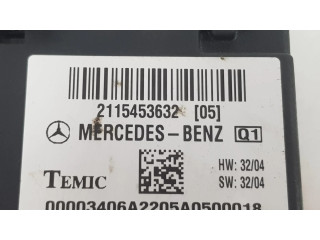 2115453632 [05]
MERCEDES-BENZ Q1
HW: 32/04
TEMIC SW: 32/04
00003406A2205A0500018